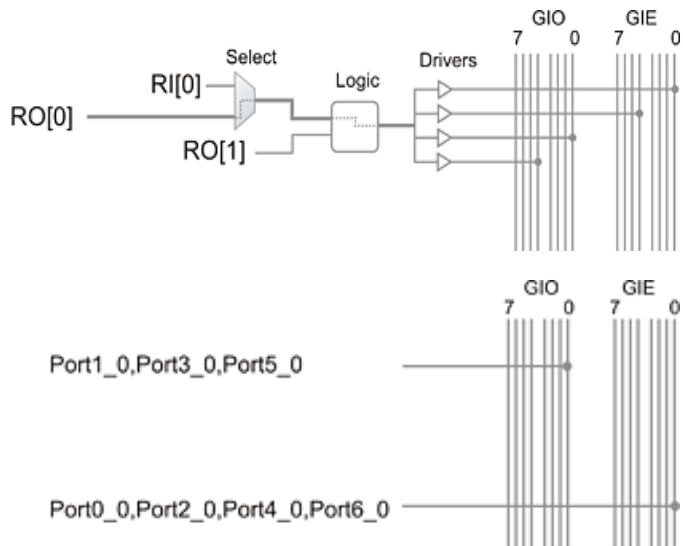 GIO GIE
7 0 7 0
Select
Logic
Drivers
RI[0]
RO[0]
RO[1]
GIO GIE
7 0 7 0
Port1_0,Port3_0,Port5_0
Port0_0,Port2_0,Port4_0,Port6_0